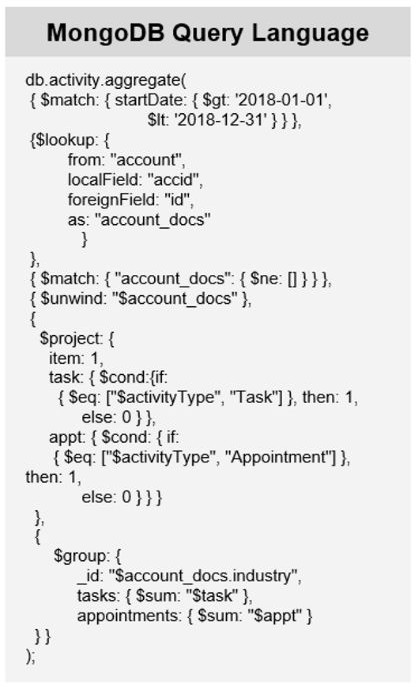 MongoDB Query Language
db.activity.aggregate(
{ $match: { startDate: { $gt: '2018-01-01',
$lt: '2018-12-31' } } },
{$lookup: {
from: "account",
localField: "accid",
foreignField: "id",
as: "account_docs"
}
},
{ $match: { "account_docs": { $ne: [] } } },
{ $unwind: "$account_docs" },
{
$project: {
item: 1,
task: { $cond:{if:
{ $eq: ["$activityType", "Task"] }, then: 1,
else: 0 } },
appt: { $cond: { if:
{ $eq: ["$activityType", "Appointment"] },
then: 1,
else: 0 } } }
},
{
$group: {
_id: "$account_docs.industry",
tasks: { $sum: "$task" },
appointments: { $sum: "$appt" }
} }
);